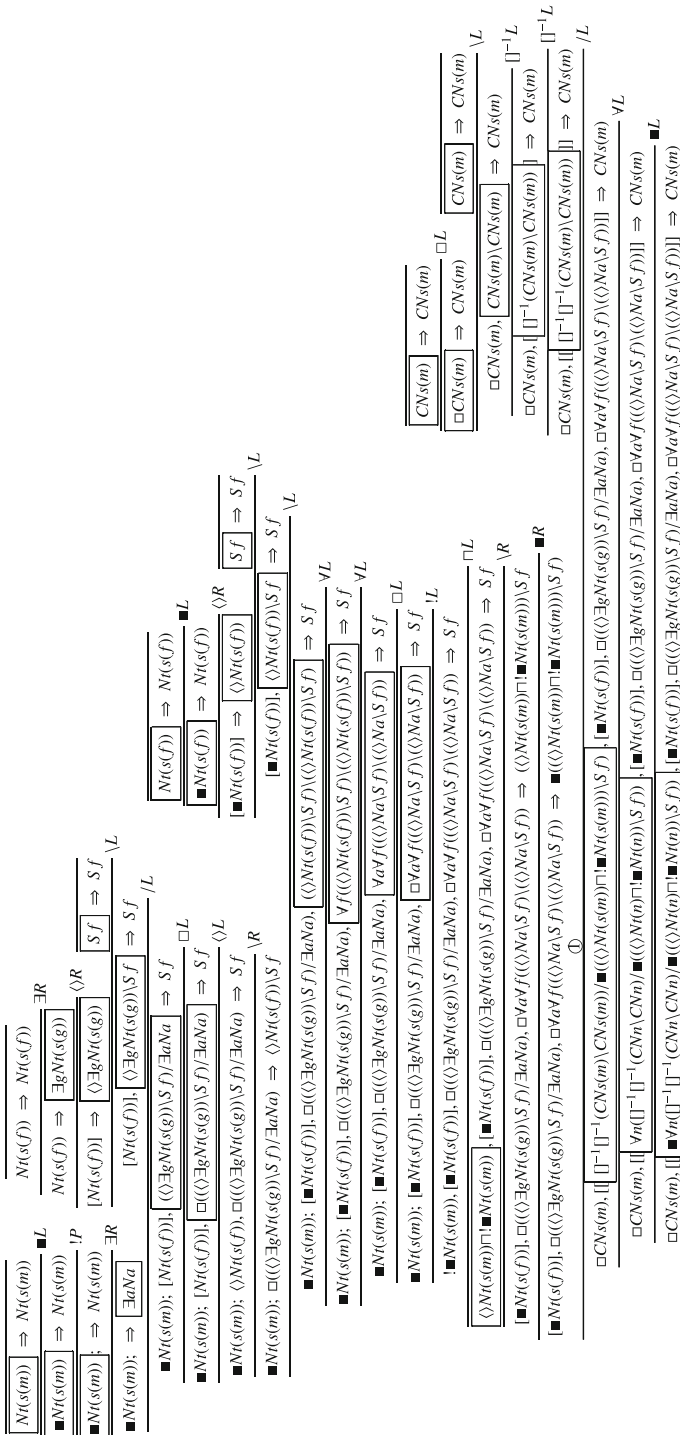 Nt(s(m)) ⇒ Nt(s(m)) ■L
■Nt(s(m)) ⇒ Nt(s(m)) !P
■Nt(s(m)); ⇒ Nt(s(m)) ∃R
■Nt(s(m)); ⇒ ∃aNa
Nt(s(f)) ⇒ Nt(s(f)) ∃R
Nt(s(f)) ⇒ ∃gNt(s(g)) ⟨⟩R
[Nt(s(f))] ⇒ ⟨⟩∃gNt(s(g))
Sf ⇒ Sf \L
[Nt(s(f))], ⟨⟩∃gNt(s(g))\Sf ⇒ Sf /L
■Nt(s(m)); [Nt(s(f))], (⟨⟩∃gNt(s(g))\Sf)/∃aNa ⇒ Sf □L
■Nt(s(m)); [Nt(s(f))], □((⟨⟩∃gNt(s(g))\Sf)/∃aNa) ⇒ Sf ⟨⟩L
■Nt(s(m)); ⟨⟩Nt(s(f)), □((⟨⟩∃gNt(s(g))\Sf)/∃aNa) ⇒ Sf \R
■Nt(s(m)); □((⟨⟩∃gNt(s(g))\Sf)/∃aNa) ⇒ ⟨⟩Nt(s(f))\Sf
Nt(s(f)) ⇒ Nt(s(f)) ■L
■Nt(s(f)) ⇒ Nt(s(f)) ⟨⟩R
[■Nt(s(f))] ⇒ ⟨⟩Nt(s(f))
Sf ⇒ Sf \L
[■Nt(s(f))], ⟨⟩Nt(s(f))\Sf ⇒ Sf \L
■Nt(s(m)); [■Nt(s(f))], □((⟨⟩∃gNt(s(g))\Sf)/∃aNa), (⟨⟩Nt(s(f))\Sf)\(⟨⟩Nt(s(f))\Sf) ⇒ Sf ∀L
■Nt(s(m)); [■Nt(s(f))], □((⟨⟩∃gNt(s(g))\Sf)/∃aNa), ∀f((⟨⟩Nt(s(f))\Sf)\(⟨⟩Nt(s(f))\Sf)) ⇒ Sf ∀L
■Nt(s(m)); [■Nt(s(f))], □((⟨⟩∃gNt(s(g))\Sf)/∃aNa), ∀a∀f((⟨⟩Na\Sf)\(⟨⟩Na\Sf)) ⇒ Sf □L
■Nt(s(m)); [■Nt(s(f))], □((⟨⟩∃gNt(s(g))\Sf)/∃aNa), □∀a∀f((⟨⟩Na\Sf)\(⟨⟩Na\Sf)) ⇒ Sf !L
!■Nt(s(m)), [■Nt(s(f))], □((⟨⟩∃gNt(s(g))\Sf)/∃aNa), □∀a∀f((⟨⟩Na\Sf)\(⟨⟩Na\Sf)) ⇒ Sf ⊓L
⟨⟩Nt(s(m))⊓!■Nt(s(m)), [■Nt(s(f))], □((⟨⟩∃gNt(s(g))\Sf)/∃aNa), □∀a∀f((⟨⟩Na\Sf)\(⟨⟩Na\Sf)) ⇒ Sf \R
[■Nt(s(f))], □((⟨⟩∃gNt(s(g))\Sf)/∃aNa), □∀a∀f((⟨⟩Na\Sf)\(⟨⟩Na\Sf)) ⇒ (⟨⟩Nt(s(m))⊓!■Nt(s(m)))\Sf ■R
[■Nt(s(f))], □((⟨⟩∃gNt(s(g))\Sf)/∃aNa), □∀a∀f((⟨⟩Na\Sf)\(⟨⟩Na\Sf)) ⇒ ■((⟨⟩Nt(s(m))⊓!■Nt(s(m)))\Sf)
①
CNs(m) ⇒ CNs(m) □L
□CNs(m) ⇒ CNs(m)
CNs(m) ⇒ CNs(m) \L
□CNs(m), CNs(m)\CNs(m) ⇒ CNs(m) []⁻¹L
□CNs(m), [ []⁻¹(CNs(m)\CNs(m)) ] ⇒ CNs(m) []⁻¹L
□CNs(m), [[ []⁻¹[]⁻¹(CNs(m)\CNs(m)) ]] ⇒ CNs(m) /L
□CNs(m), [[ []⁻¹[]⁻¹(CNs(m)\CNs(m))/■((⟨⟩Nt(s(m))⊓!■Nt(s(m)))\Sf), [■Nt(s(f))], □((⟨⟩∃gNt(s(g))\Sf)/∃aNa), □∀a∀f((⟨⟩Na\Sf)\(⟨⟩Na\Sf))]] ⇒ CNs(m) ∀L
□CNs(m), [[ ∀n([]⁻¹[]⁻¹(CNn\CNn)/■((⟨⟩Nt(n)⊓!■Nt(n))\Sf)), [■Nt(s(f))], □((⟨⟩∃gNt(s(g))\Sf)/∃aNa), □∀a∀f((⟨⟩Na\Sf)\(⟨⟩Na\Sf))]] ⇒ CNs(m) ■L
□CNs(m), [[ ■∀n([]⁻¹[]⁻¹(CNn\CNn)/■((⟨⟩Nt(n)⊓!■Nt(n))\Sf)), [■Nt(s(f))], □((⟨⟩∃gNt(s(g))\Sf)/∃aNa), □∀a∀f((⟨⟩Na\Sf)\(⟨⟩Na\Sf))]] ⇒ CNs(m)